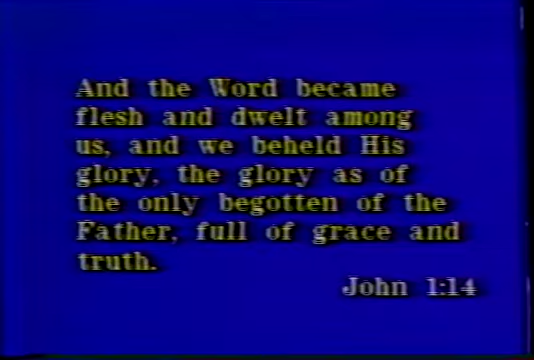 And the Word became
flesh and dwelt among
us, and we beheld His
glory, the glory as of
the only begotten of the
Father, full of grace and
truth.
John 1:14